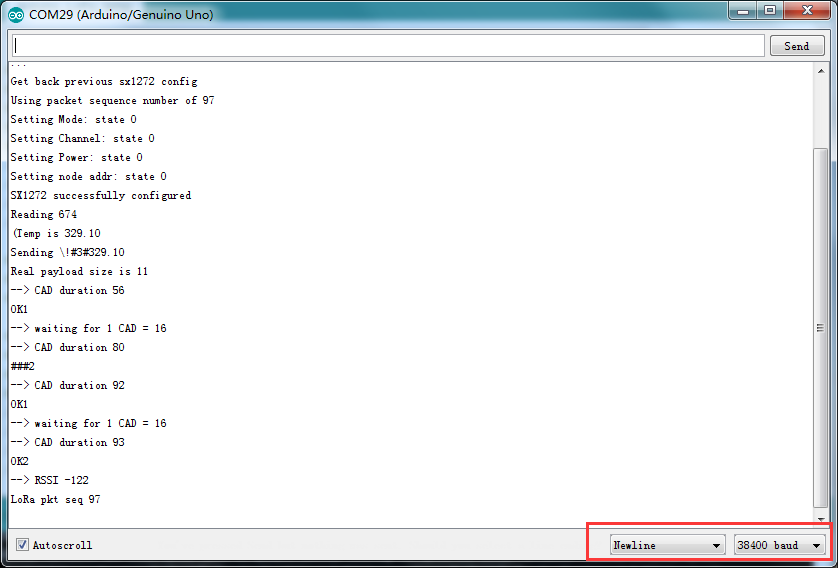 COM29 (Arduino/Genuino Uno)
Send
...
Get back previous sx1272 config
Using packet sequence number of 97
Setting Mode: state 0
Setting Channel: state 0
Setting Power: state 0
Setting node addr: state 0
SX1272 successfully configured
Reading 674
(Temp is 329.10
Sending \!#3#329.10
Real payload size is 11
--> CAD duration 56
OK1
--> waiting for 1 CAD = 16
--> CAD duration 80
###2
--> CAD duration 92
OK1
--> waiting for 1 CAD = 16
--> CAD duration 93
OK2
--> RSSI -122
LoRa pkt seq 97
Autoscroll
Newline
38400 baud